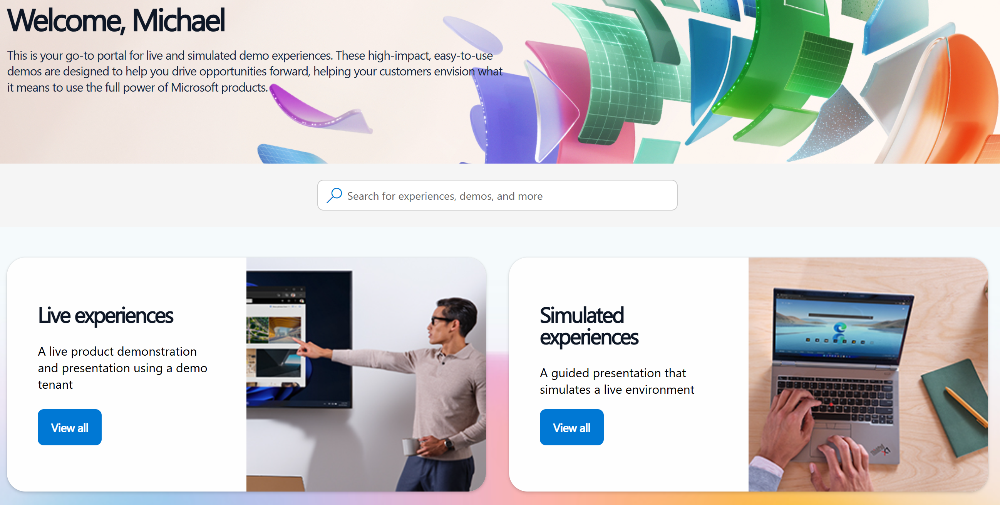 Welcome, Michael
This is your go-to portal for live and simulated demo experiences. These high-impact, easy-to-use
demos are designed to help you drive opportunities forward, helping your customers envision what
it means to use the full power of Microsoft products.
Search for experiences, demos, and more
Live experiences
A live product demonstration
and presentation using a demo
tenant
View all
Simulated
experiences
A guided presentation that
simulates a live environment
View all